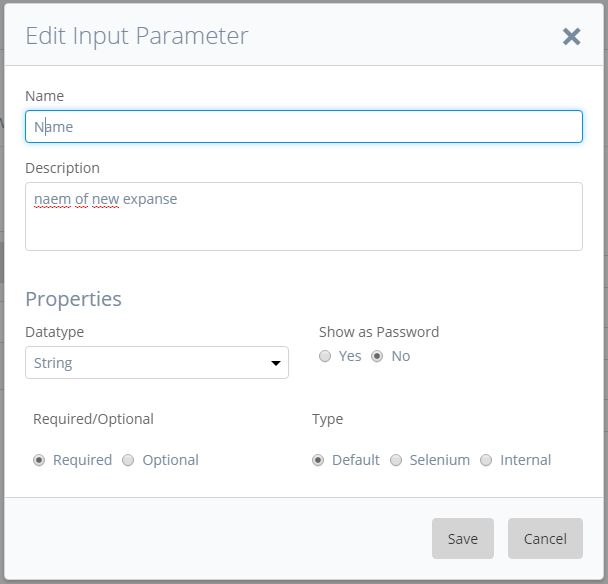 Edit Input Parameter
Name
Name
Description
naem of new expanse
Properties
Datatype
Show as Password
String
Yes No
Required/Optional
Type
Required Optional
Default Selenium Internal
Save Cancel